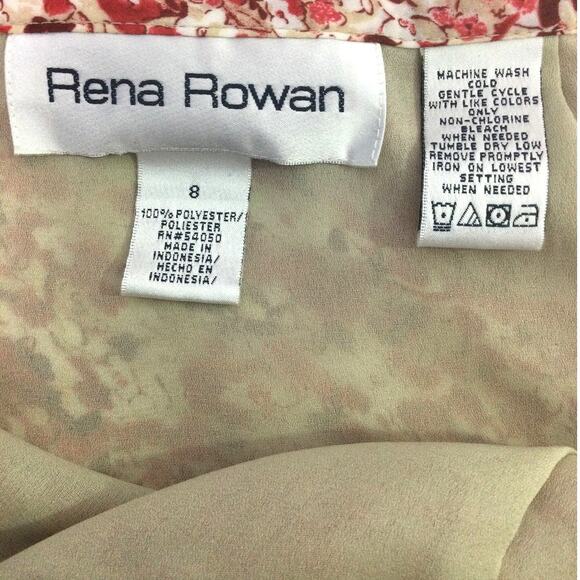 Rena Rowan
8
100% POLYESTER/
POLIESTER
RN#54050
MADE IN
INDONESIA/
HECHO EN
INDONESIA/
MACHINE WASH
COLD
GENTLE CYCLE
WITH LIKE COLORS
ONLY
NON-CHLORINE
BLEACH
WHEN NEEDED
TUMBLE DRY LOW
REMOVE PROMPTLY
IRON ON LOWEST
SETTING
WHEN NEEDED